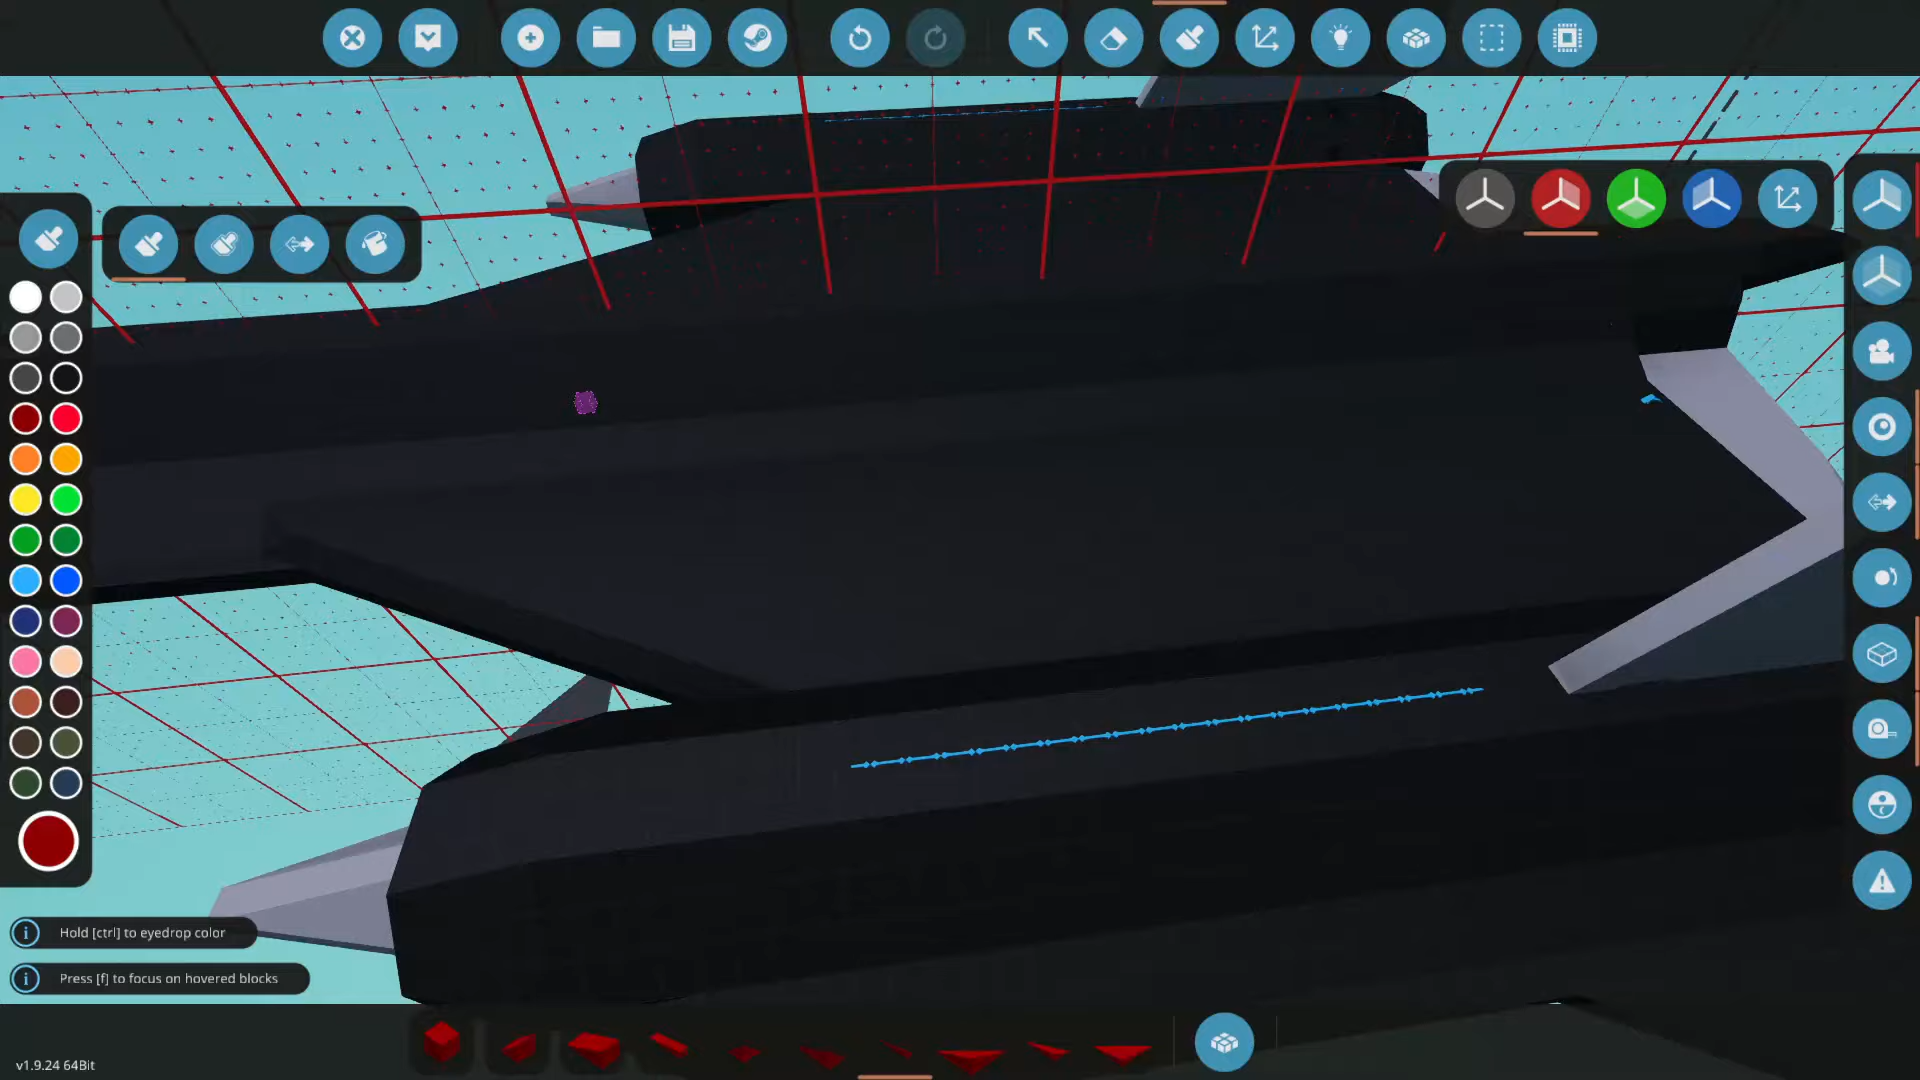 Hold [ctrl] to eyedrop color
Press [f] to focus on hovered blocks
v1.9.24 64Bit